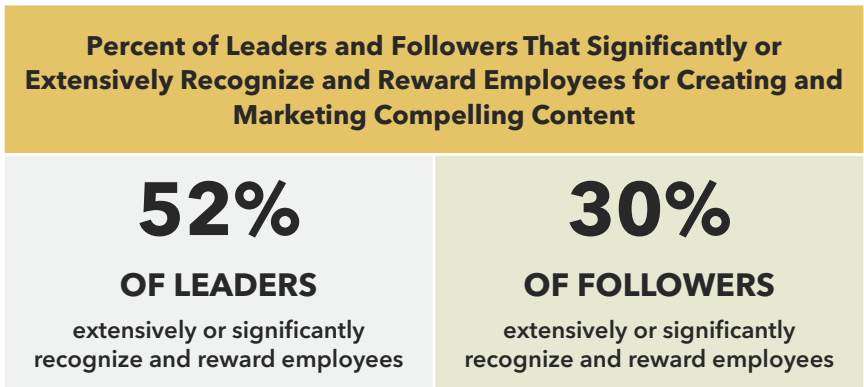 Percent of Leaders and Followers That Significantly or
Extensively Recognize and Reward Employees for Creating and
Marketing Compelling Content
52%
OF LEADERS
extensively or significantly
recognize and reward employees
30%
OF FOLLOWERS
extensively or significantly
recognize and reward employees